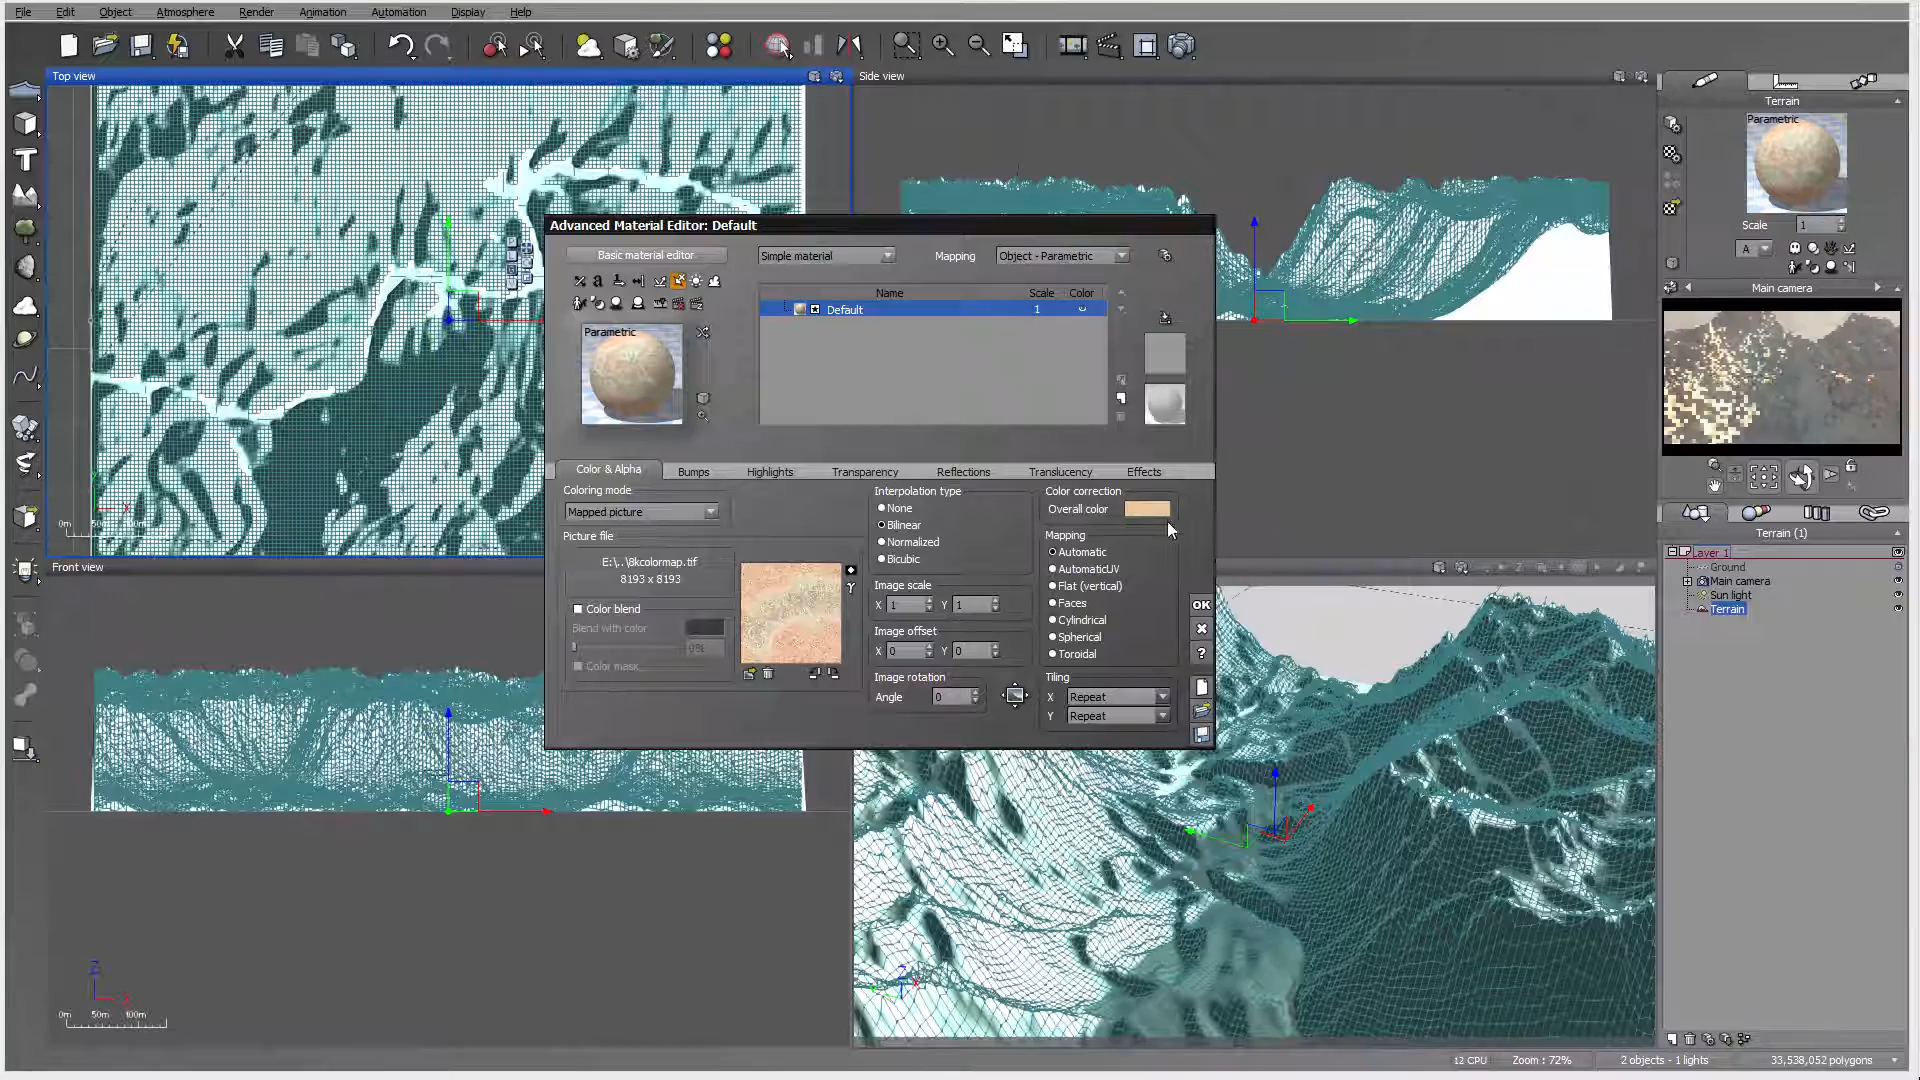 File Edit Object Atmosphere Render Animation Automation Display Help
Top view
Side view
Terrain
Parametric
Scale 1
A
Main camera
Advanced Material Editor: Default
Basic material editor
Simple material
Mapping
Object - Parametric
Name Scale Color
Default 1
Parametric
Color & Alpha Bumps Highlights Transparency Reflections Translucency Effects
Coloring mode
Mapped picture
Picture file
E:\..\8kcolormap.tif
8193 x 8193
Color blend
Blend with color
0%
Color mask
Interpolation type
None
Bilinear
Normalized
Bicubic
Image scale
X 1 Y 1
Image offset
X 0 Y 0
Image rotation
Angle 0
Color correction
Overall color
Mapping
Automatic
AutomaticUV
Flat (vertical)
Faces
Cylindrical
Spherical
Toroidal
Tiling
X Repeat
Y Repeat
OK
?
Terrain (1)
Layer 1
Ground
Main camera
Sun light
Terrain
0m 50m
Front view
Z
X
0m 50m 100m
Z
X
12 CPU Zoom : 72% 2 objects - 1 lights 33,538,052 polygons